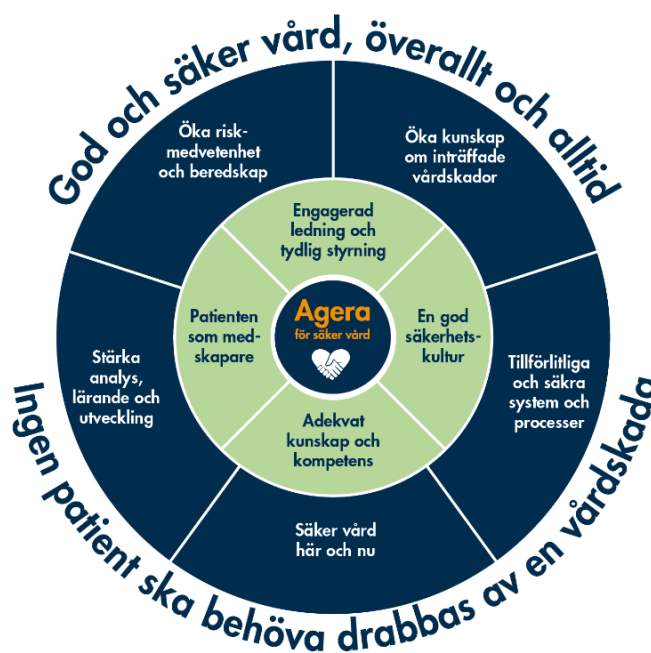 God och säker vård, överallt och alltid
Öka risk-
medvetenhet
och beredskap
Öka kunskap
om inträffade
vårdskador
Engagerad
ledning och
tydlig styrning
Patienten
som med-
skapare
Agera
för säker vård
En god
säkerhets-
kultur
Stärka
analys,
lärande och
utveckling
Tillförlitliga
och säkra
system och
processer
Adekvat
kunskap och
kompetens
Säker vård
här och nu
Ingen patient ska behöva drabbas av en vårdskada